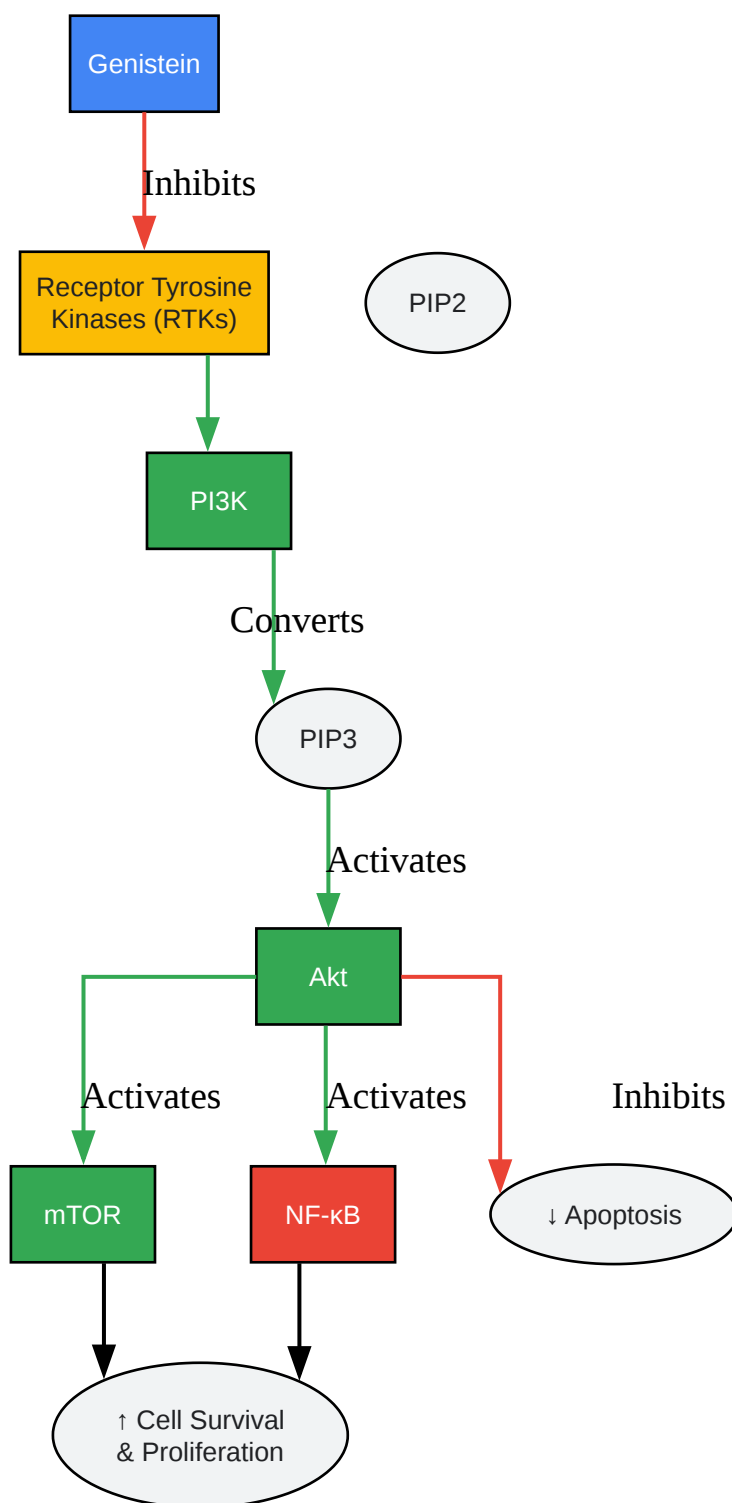 Genistein
Inhibits
Receptor Tyrosine
Kinases (RTKs)
PIP2
PI3K
Converts
PIP3
Activates
Akt
Activates
Activates
Inhibits
mTOR
NF-κB
↓ Apoptosis
↑ Cell Survival
& Proliferation